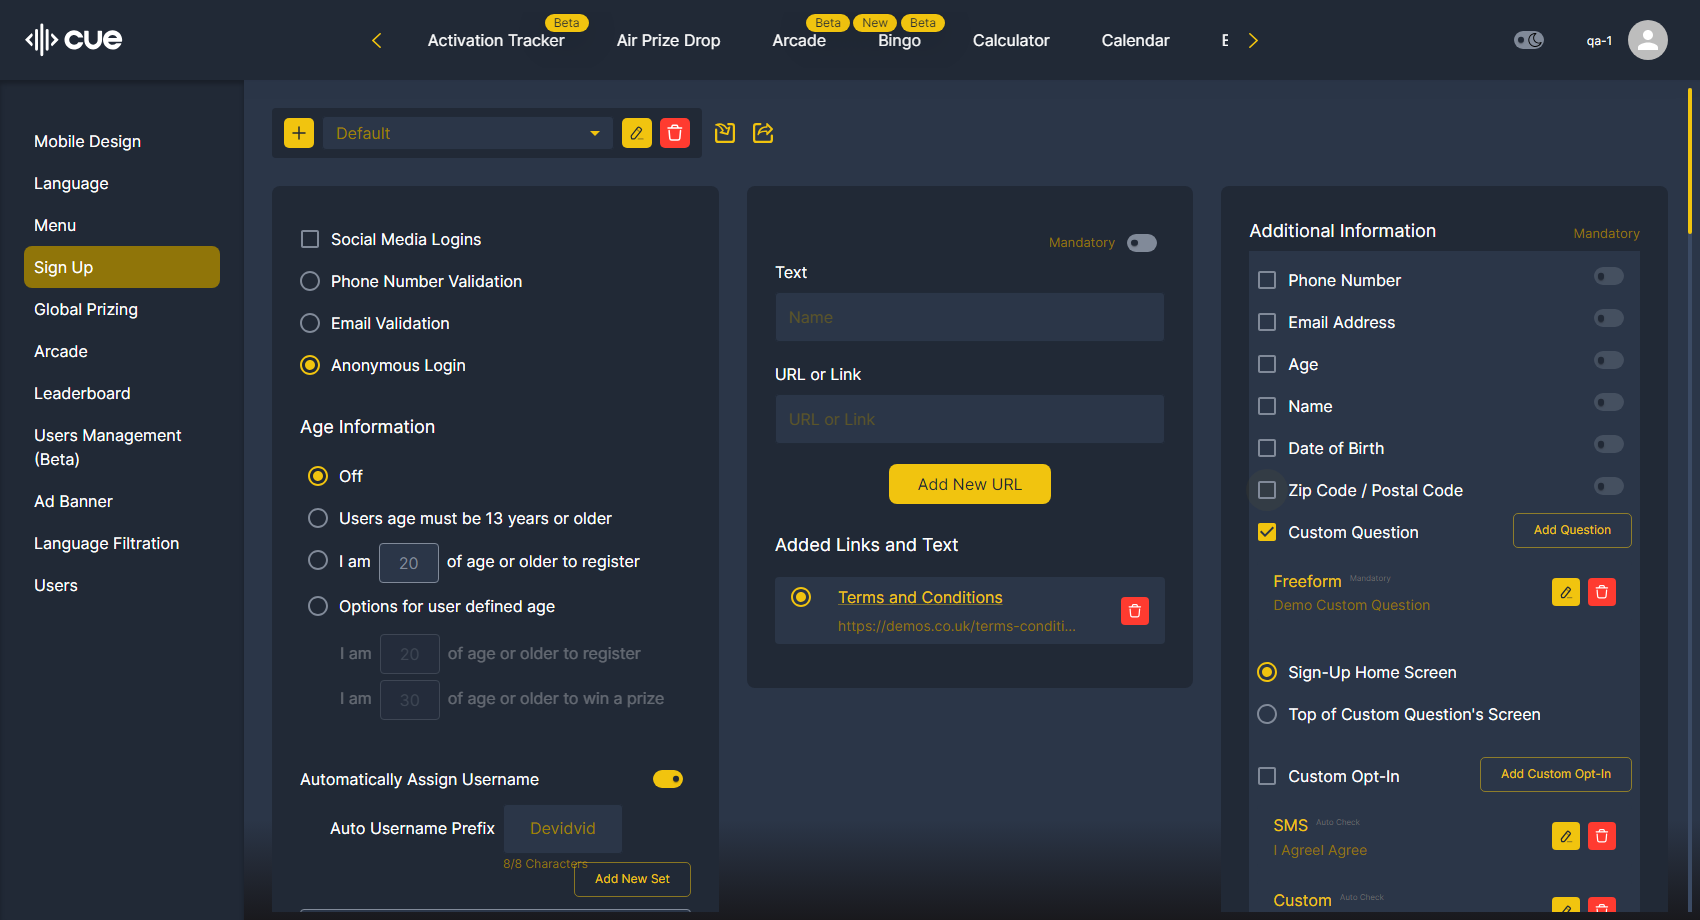 cue
Activation Tracker
Beta
Air Prize Drop
Arcade
Beta
Bingo
New
Beta
Calculator
Calendar
qa-1
Mobile Design
Language
Menu
Sign Up
Global Prizing
Arcade
Leaderboard
Users Management
(Beta)
Ad Banner
Language Filtration
Users
Default
Social Media Logins
Phone Number Validation
Email Validation
Anonymous Login
Age Information
Off
Users age must be 13 years or older
I am 20 of age or older to register
Options for user defined age
I am 20 of age or older to register
I am 30 of age or older to win a prize
Automatically Assign Username
Auto Username Prefix Devidvid
8/8 Characters
Add New Set
Mandatory
Text
Name
URL or Link
URL or Link
Add New URL
Added Links and Text
Terms and Conditions
https://demos.co.uk/terms-conditi...
Additional Information Mandatory
Phone Number
Email Address
Age
Name
Date of Birth
Zip Code / Postal Code
Custom Question Add Question
Freeform Mandatory
Demo Custom Question
Sign-Up Home Screen
Top of Custom Question's Screen
Custom Opt-In Add Custom Opt-In
SMS Auto Check
I AgreeI Agree
Custom Auto Check